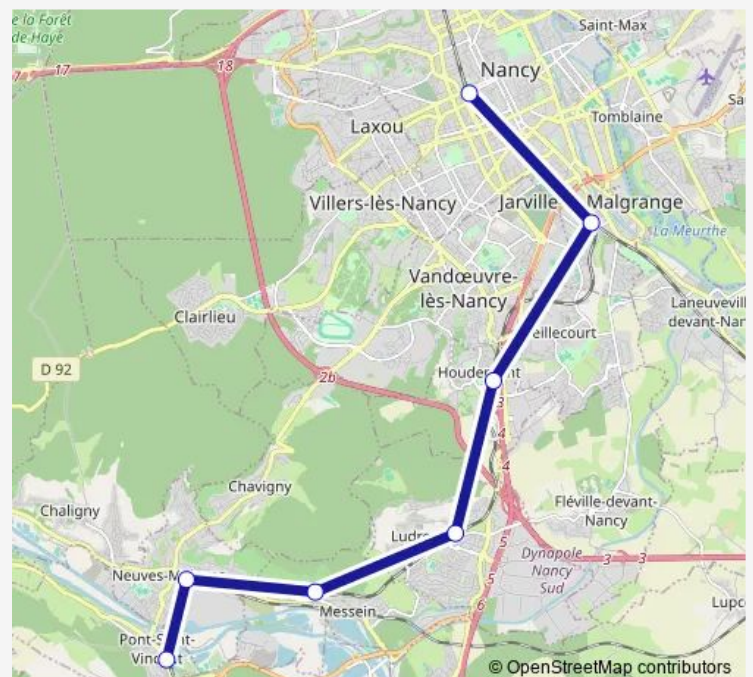 e la Forêt
de Haye
Saint-Max
17
18
Nancy
Tomblaine
Laxou
Villers-lès-Nancy
Jarville
Malgrange
La Meurthe
Vandœuvre-
lès-Nancy
Clairlieu
Laneuvevill
devant-Nan
eillecourt
D 92
2b
3
4
4
Chavigny
Chaligny
Fléville-devant-
Nancy
5
Dynapole
Nancy
Sud
3
3
5
6
Messein
© OpenStreetMap contributors